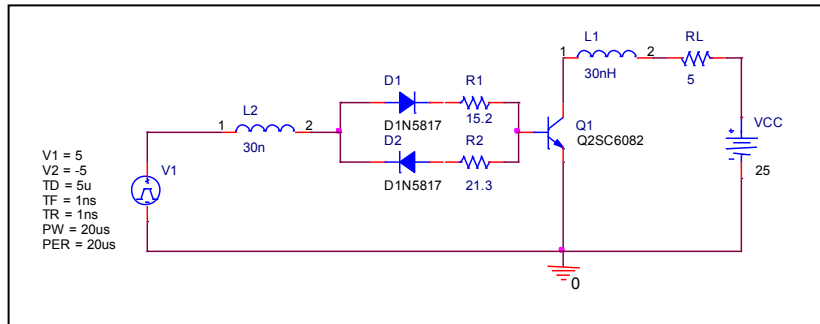 L1
1
2
30nH
RL
5
D1
D1N5817
R1
15.2
L2
1
2
30n
D2
D1N5817
R2
21.3
Q1
Q2SC6082
VCC
25
V1 = 5
V2 = -5
TD = 5u
TF = 1ns
TR = 1ns
PW = 20us
PER = 20us
V1
0